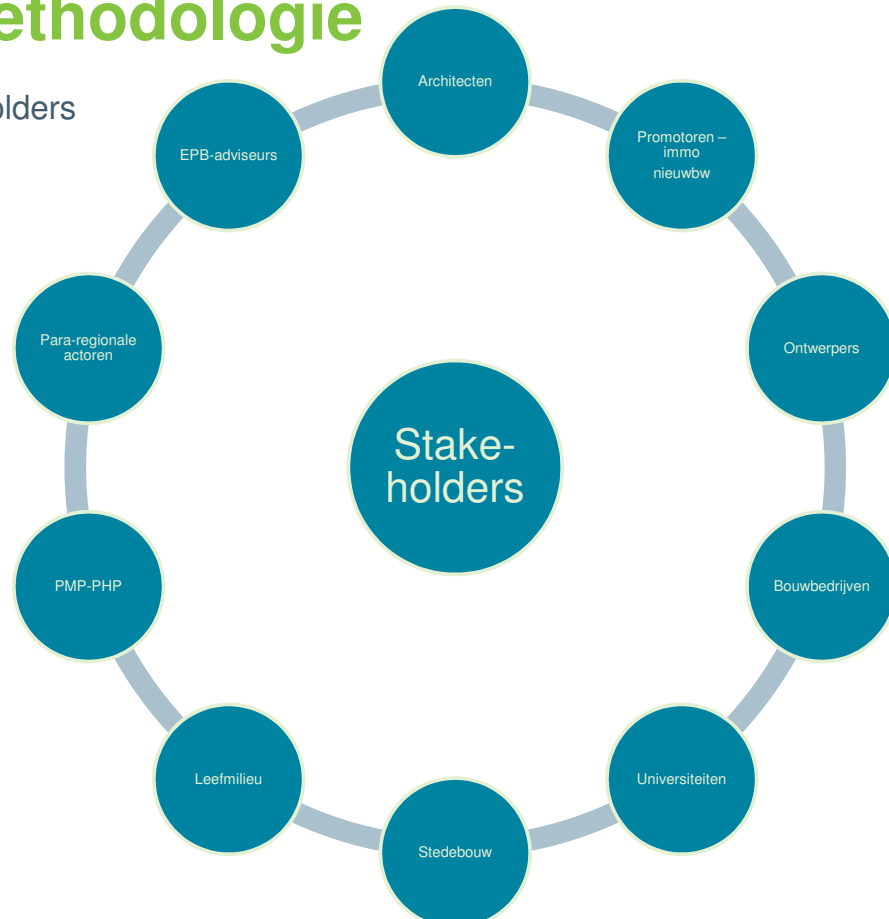 ethodologie
olders
Architecten
EPB-adviseurs
Promotoren –
immo
nieuwbw
Para-regionale
actoren
Ontwerpers
Stake-
holders
PMP-PHP
Bouwbedrijven
Leefmilieu
Universiteiten
Stedebouw